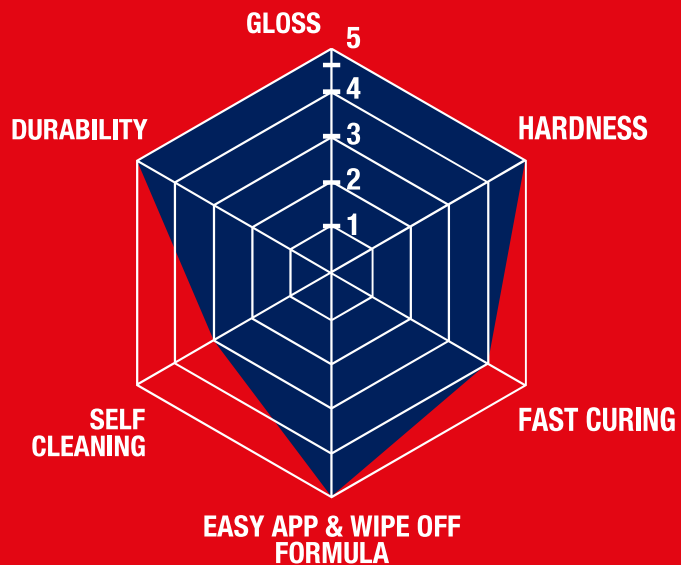 GLOSS
5
4
3
2
1
DURABILITY
HARDNESS
SELF
CLEANING
FAST CURING
EASY APP & WIPE OFF
FORMULA